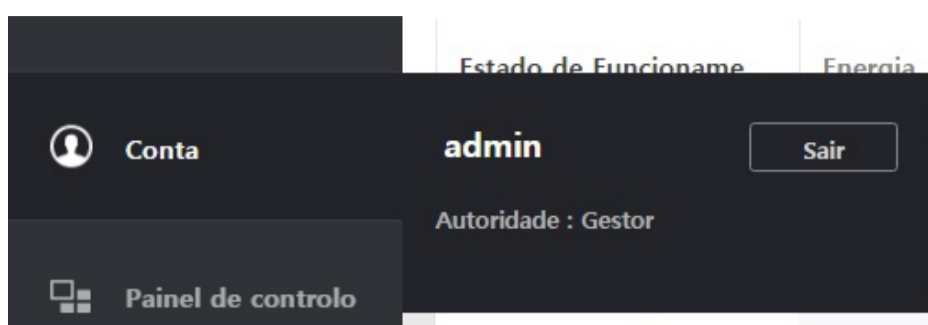 Estado de Funcioname
Energia
Conta
admin
Sair
Autoridade : Gestor
Painel de controlo